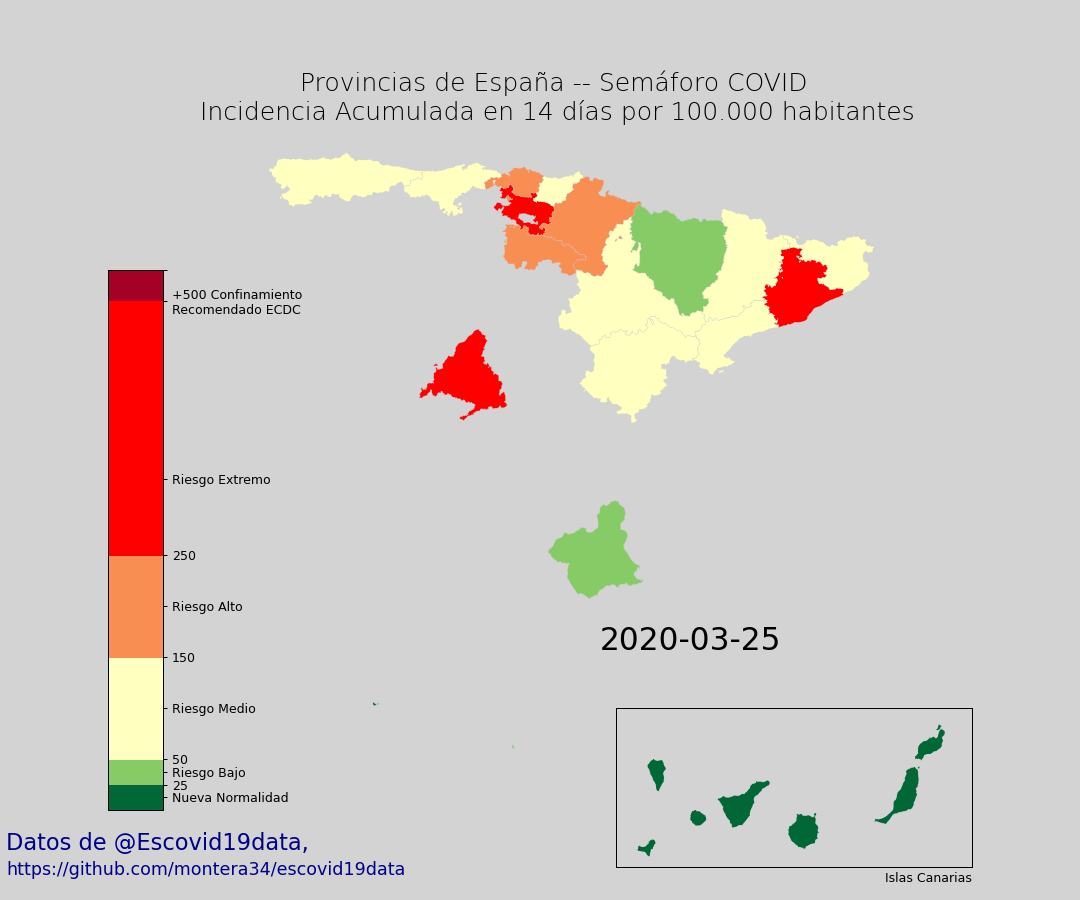 Provincias de España -- Semáforo COVID
Incidencia Acumulada en 14 días por 100.000 habitantes
+500 Confinamiento
Recomendado ECDC
Riesgo Extremo
250
Riesgo Alto
150
Riesgo Medio
50
Riesgo Bajo
25
Nueva Normalidad
2020-03-25
Islas Canarias
Datos de @Escovid19data,
https://github.com/montera34/escovid19data